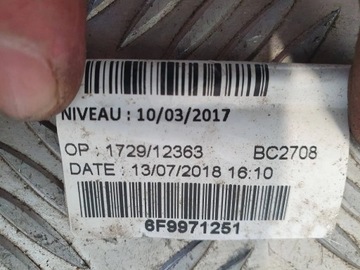 NIVEAU : 10/03/2017
OP : 1729/12363 BC2708
DATE : 13/07/2018 16:10
6F9971251